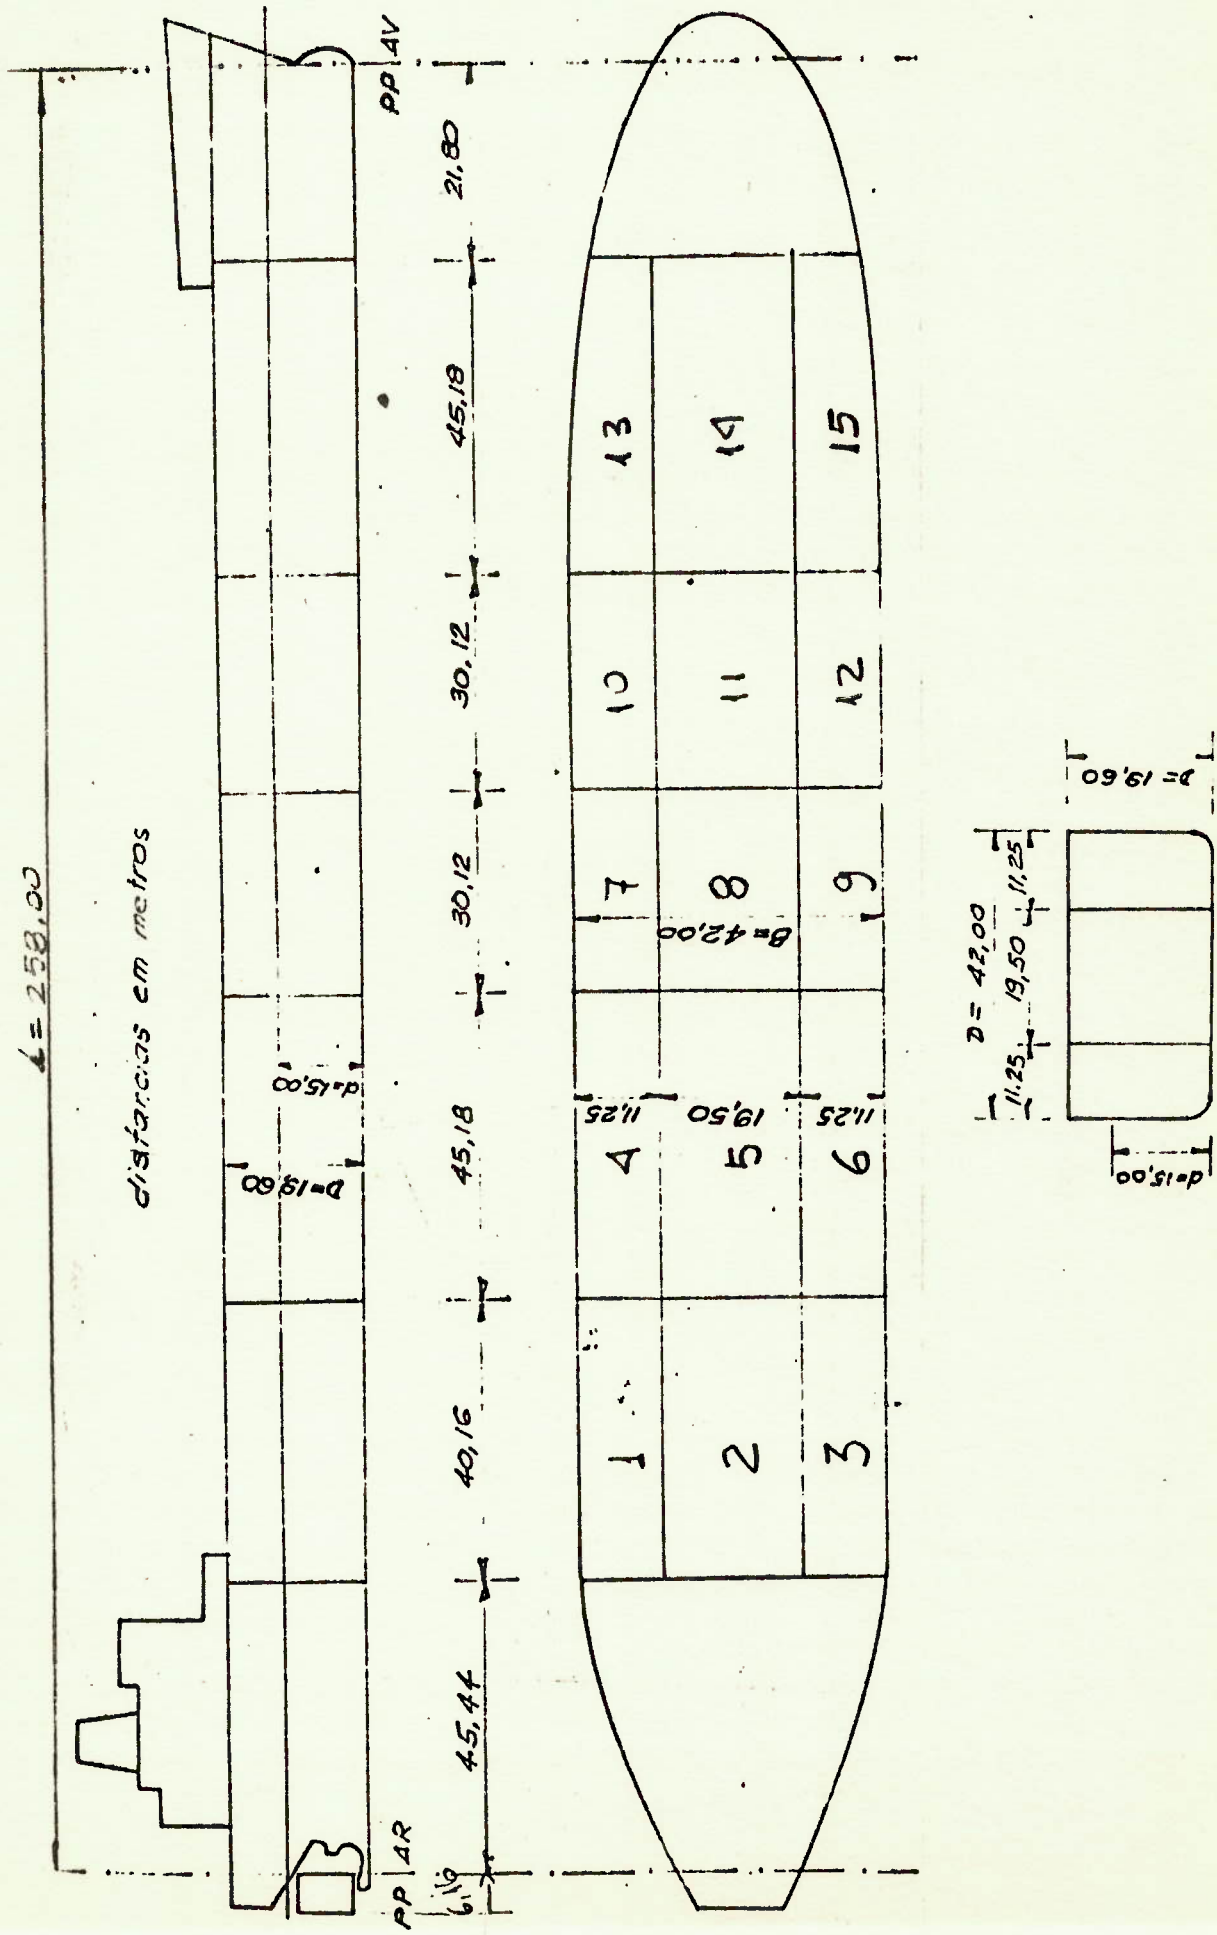 L = 258,00
distancias em metros
D=19,60
d=15,00
PP AR
PP AV
45,44
40,16
45,18
30,12
30,12
45,18
21,80
1
2
3
4
5
6
7
8
9
10
11
12
13
14
15
11,25
19,50
11,25
B=42,00
D= 42,00
11,25
19,50
11,25
d=15,00
D= 19,60